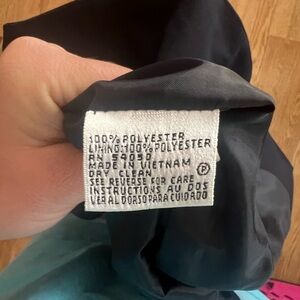 100% POLYESTER
LINING:100% POLYESTER
RN 54050
MADE IN VIETNAM
DRY CLEAN Ⓟ
SEE REVERSE FOR CARE
INSTRUCTIONS AU DOS
VER AL DORSO PARA CUIDADO